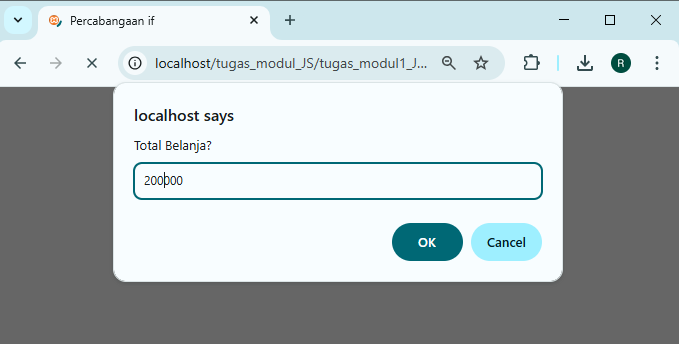 Percabangaan if
localhost/tugas_modul_JS/tugas_modul1_J...
R
localhost says
Total Belanja?
200000
OK
Cancel